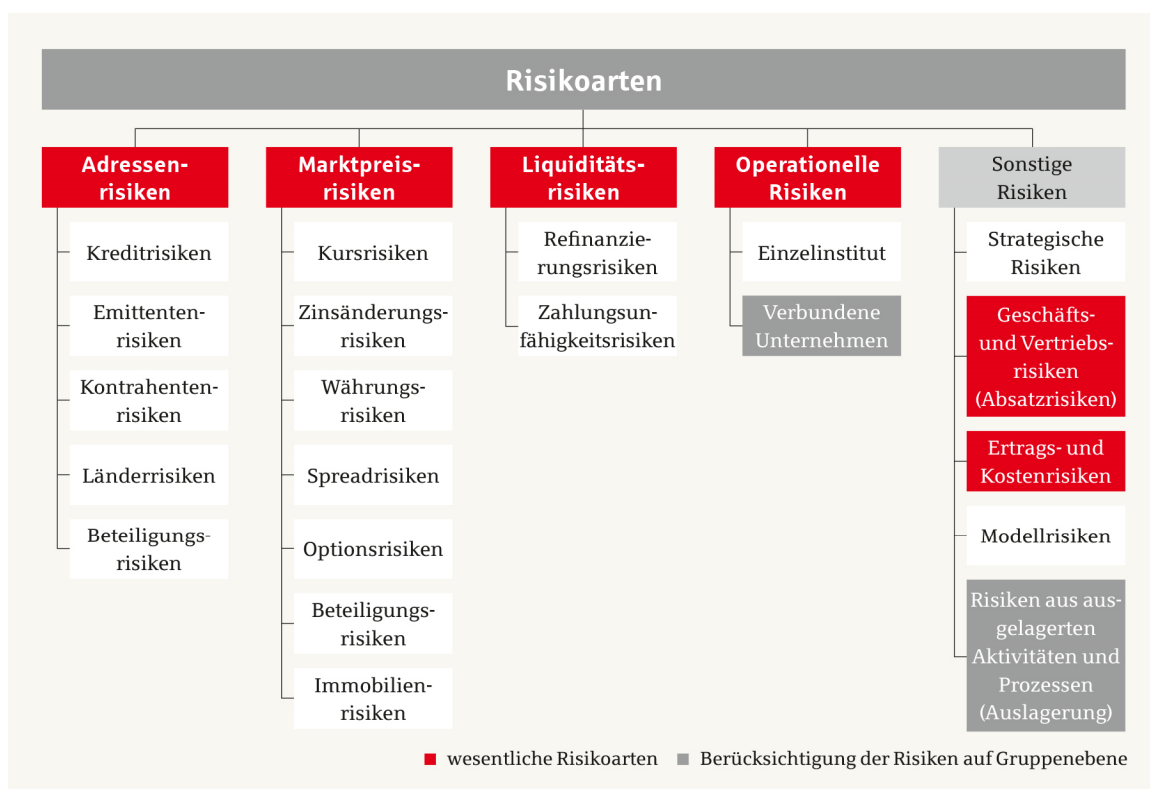 Risikoarten
Adressen-
risiken
Kreditrisiken
Emittenten-
risiken
Kontrahenten-
risiken
Länderrisiken
Beteiligungs-
risiken
Marktpreis-
risiken
Kursrisiken
Zinsänderungs-
risiken
Währungs-
risiken
Spreadrisiken
Optionsrisiken
Beteiligungs-
risiken
Immobilien-
risiken
Liquiditäts-
risiken
Refinanzie-
rungsrisiken
Zahlungsun-
fähigkeitsrisiken
Operationelle
Risiken
Einzelinstitut
Verbundene
Unternehmen
Sonstige
Risiken
Strategische
Risiken
Geschäfts-
und Vertriebs-
risiken
(Absatzrisiken)
Ertrags- und
Kostenrisiken
Modellrisiken
Risiken aus aus-
gelagerten
Aktivitäten und
Prozessen
(Auslagerung)
wesentliche Risikoarten
Berücksichtigung der Risiken auf Gruppenebene